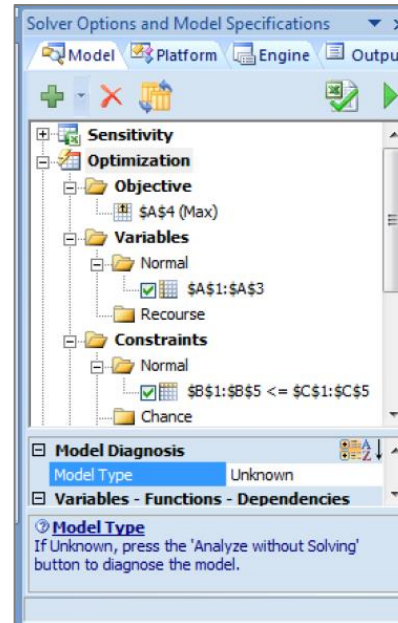 Solver Options and Model Specifications
Model Platform Engine Outpu
Sensitivity
Optimization
Objective
$A$4 (Max)
Variables
Normal
$A$1:$A$3
Recourse
Constraints
Normal
$B$1:$B$5 <= $C$1:$C$5
Chance
Model Diagnosis
Model Type Unknown
Variables - Functions - Dependencies
Model Type
If Unknown, press the 'Analyze without Solving'
button to diagnose the model.